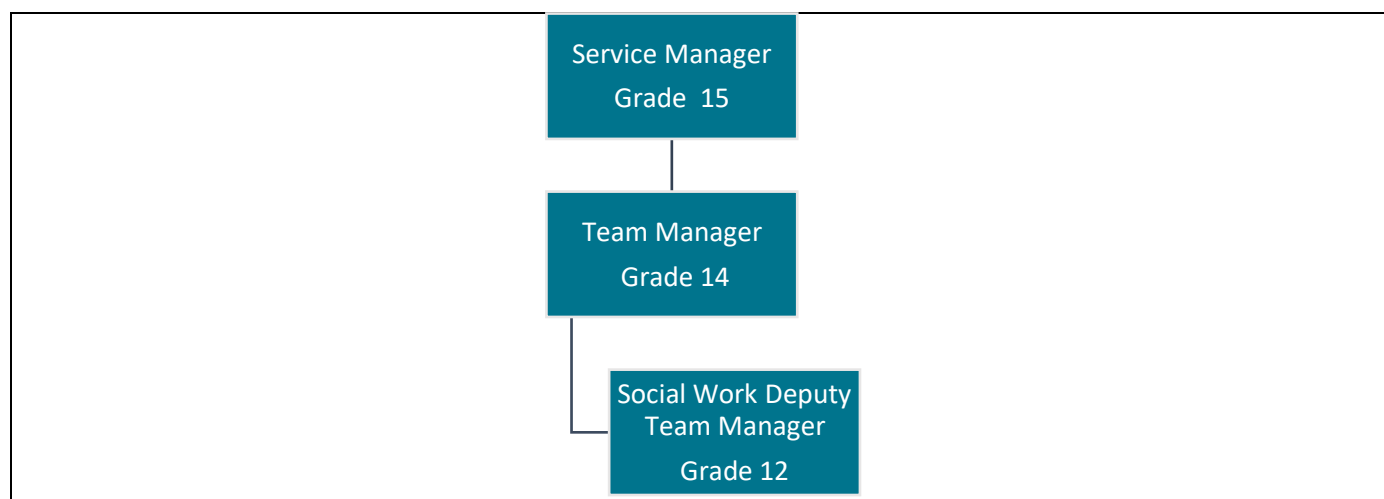 Service Manager
Grade  15
Team Manager
Grade 14
Social Work Deputy
Team Manager
Grade 12